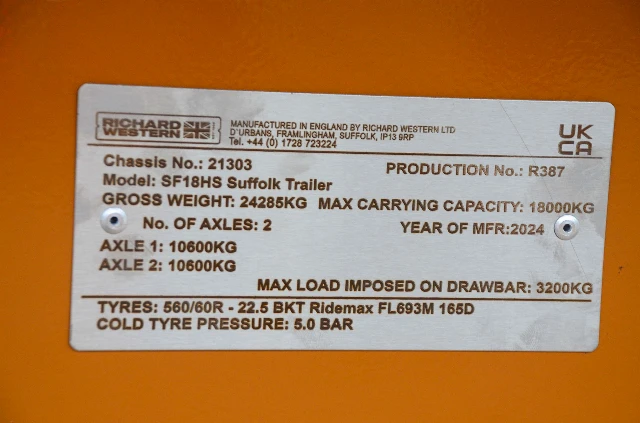 RICHARD WESTERN
MANUFACTURED IN ENGLAND BY RICHARD WESTERN LTD
D'URBANS, FRAMLINGHAM, SUFFOLK, IP13 9RP
Tel. +44 (0) 1728 723224
UK CA
Chassis No.: 21303 PRODUCTION No.: R387
Model: SF18HS Suffolk Trailer
GROSS WEIGHT: 24285KG MAX CARRYING CAPACITY: 18000KG
No. OF AXLES: 2 YEAR OF MFR:2024
AXLE 1: 10600KG
AXLE 2: 10600KG
MAX LOAD IMPOSED ON DRAWBAR: 3200KG
TYRES: 560/60R - 22.5 BKT Ridemax FL693M 165D
COLD TYRE PRESSURE: 5.0 BAR